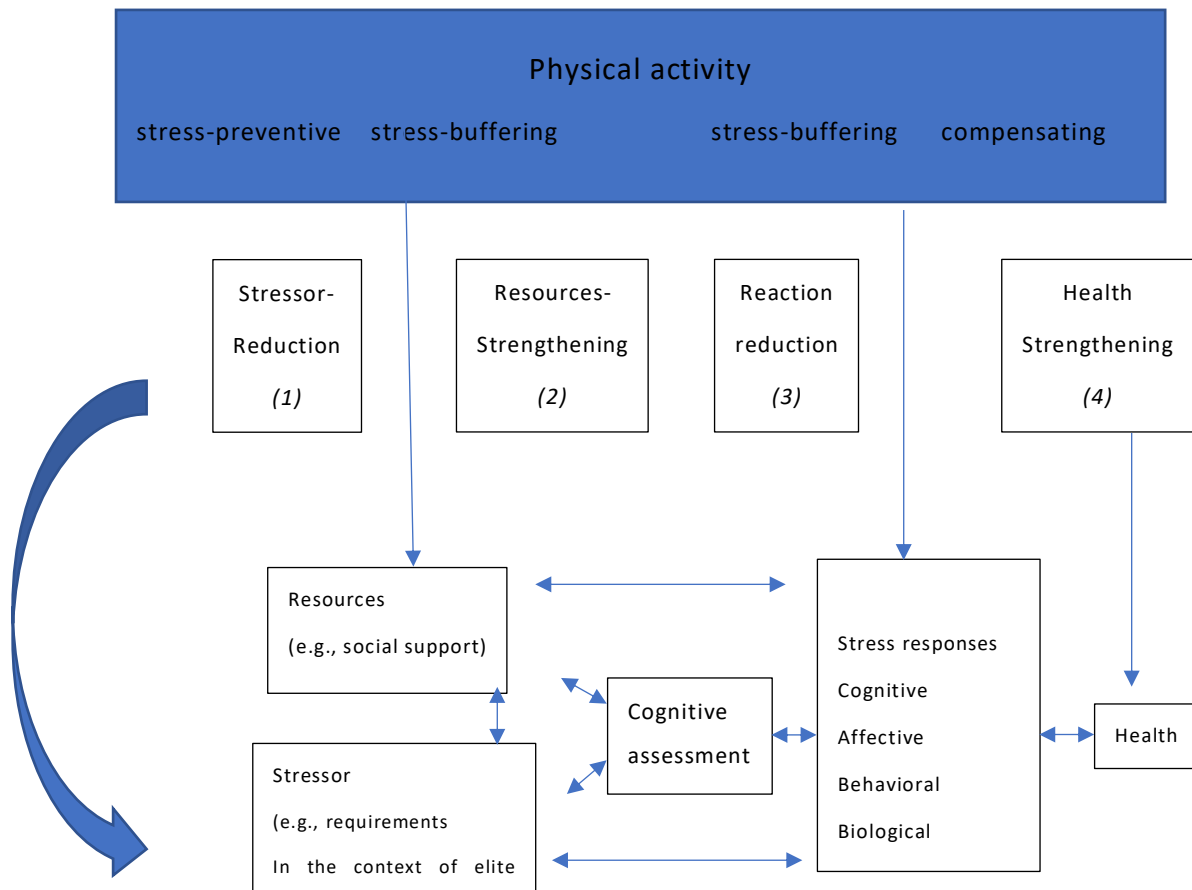 Physical activity
stress-preventive stress-buffering stress-buffering compensating
Stressor-
Reduction
(1)
Resources-
Strengthening
(2)
Reaction
reduction
(3)
Health
Strengthening
(4)
Resources
(e.g., social support)
Cognitive
assessment
Stress responses
Cognitive
Affective
Behavioral
Biological
Health
Stressor
(e.g., requirements
In the context of elite